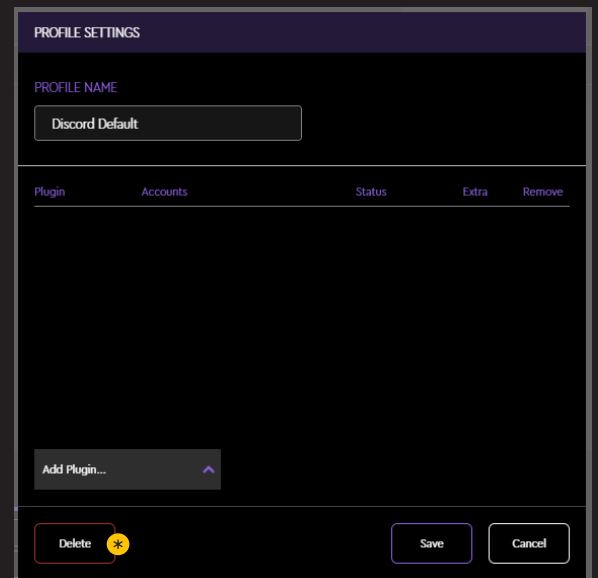 PROFILE SETTINGS
PROFILE NAME
Discord Default
Plugin Accounts Status Extra Remove
Add Plugin...
Delete * Save Cancel